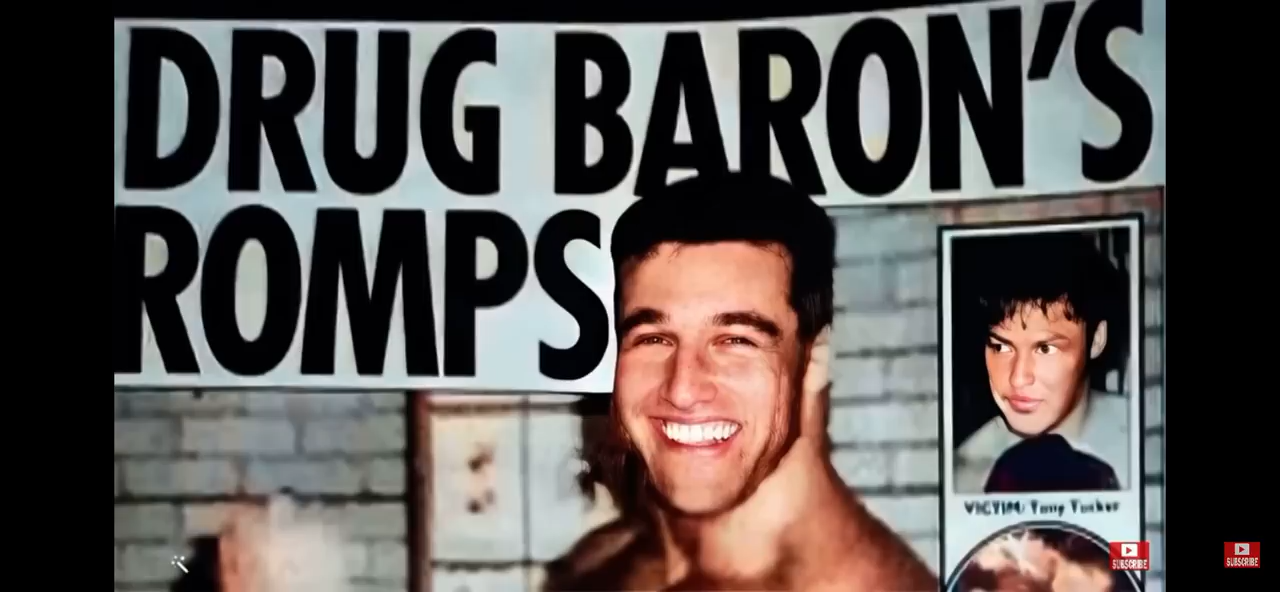 DRUG BARON'S
ROMPS
VICTIM: Tony Tucker
SUBSCRIBE
SUBSCRIBE